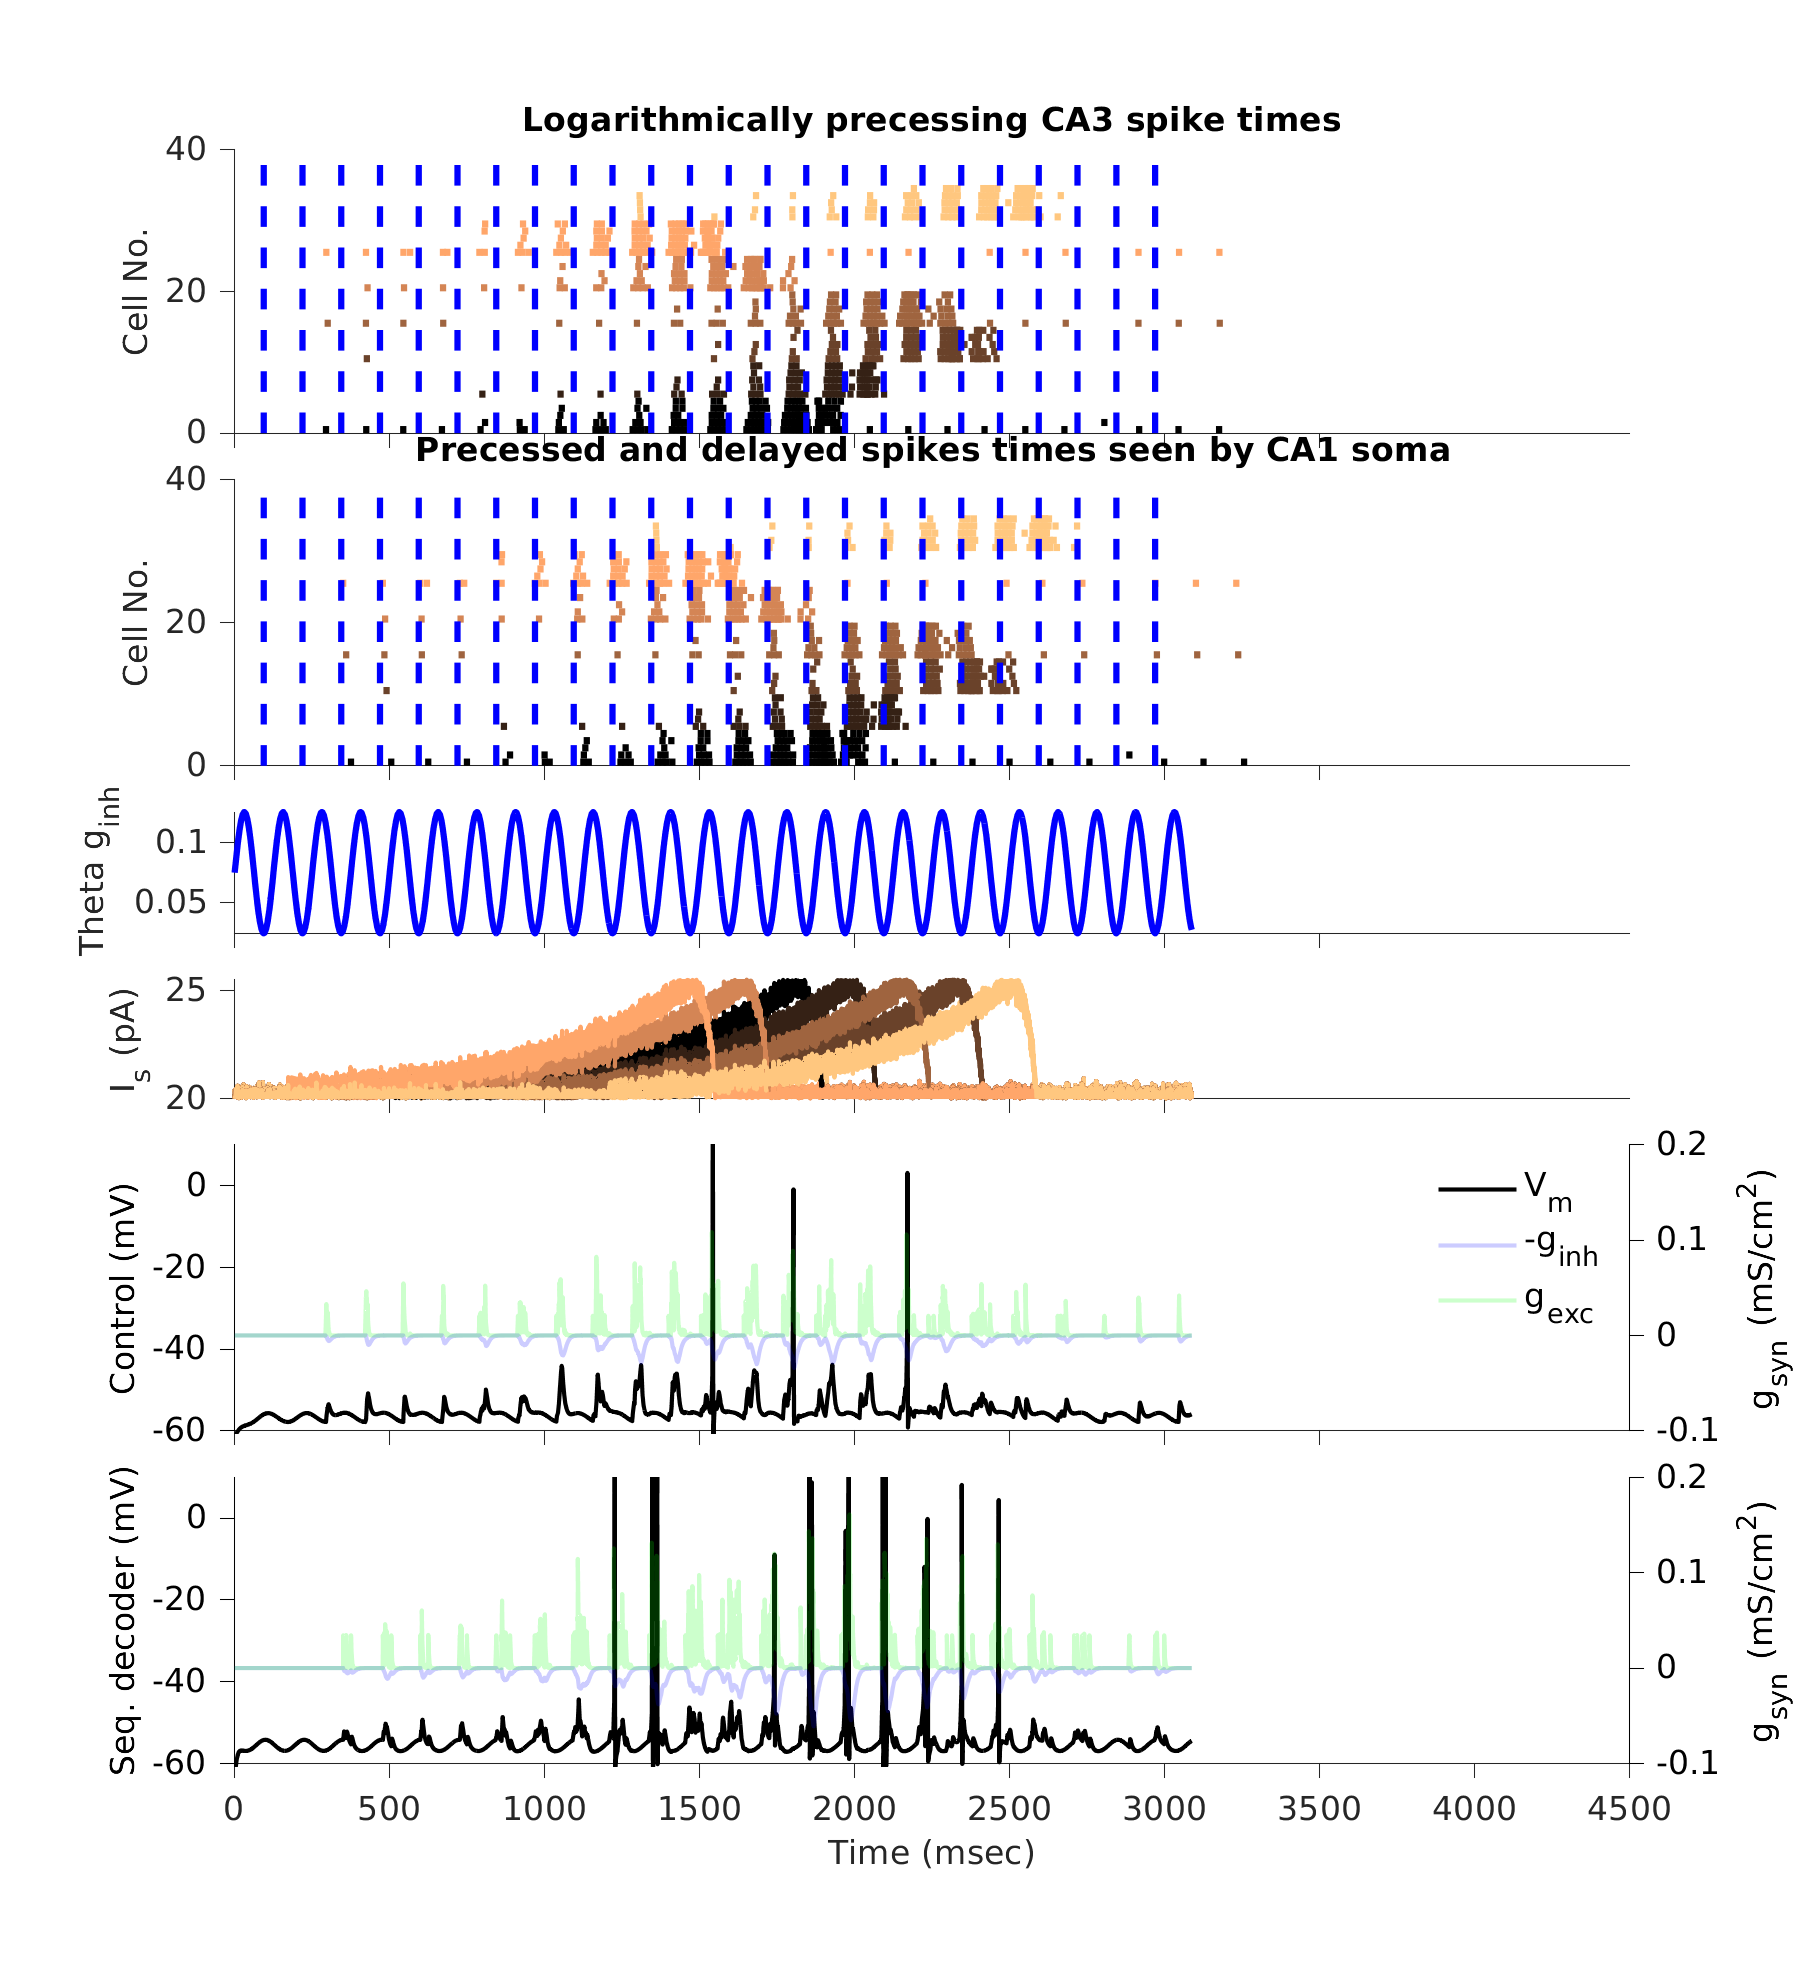 Logarithmically precessing CA3 spike times
40
20
0
Cell No.
Precessed and delayed spikes times seen by CA1 soma
40
20
0
Cell No.
0.1
0.05
Theta g_inh
25
20
I_s (pA)
0
-20
-40
-60
Control (mV)
V_m
-g_inh
g_exc
0.2
0.1
0
-0.1
g_syn (mS/cm^2)
0
-20
-40
-60
Seq. decoder (mV)
0.2
0.1
0
-0.1
g_syn (mS/cm^2)
0 500 1000 1500 2000 2500 3000 3500 4000 4500
Time (msec)